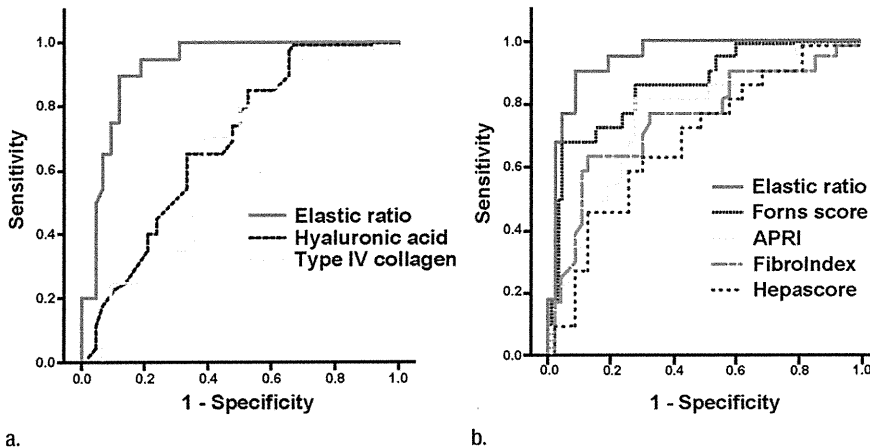 Sensitivity
1.0
0.8
0.6
0.4
0.2
0.0
0.0 0.2 0.4 0.6 0.8 1.0
1 - Specificity
Elastic ratio
Hyaluronic acid
Type IV collagen
a.
Sensitivity
1.0
0.8
0.6
0.4
0.2
0.0
0.0 0.2 0.4 0.6 0.8 1.0
1 - Specificity
Elastic ratio
Forns score
APRI
FibroIndex
Hepascore
b.